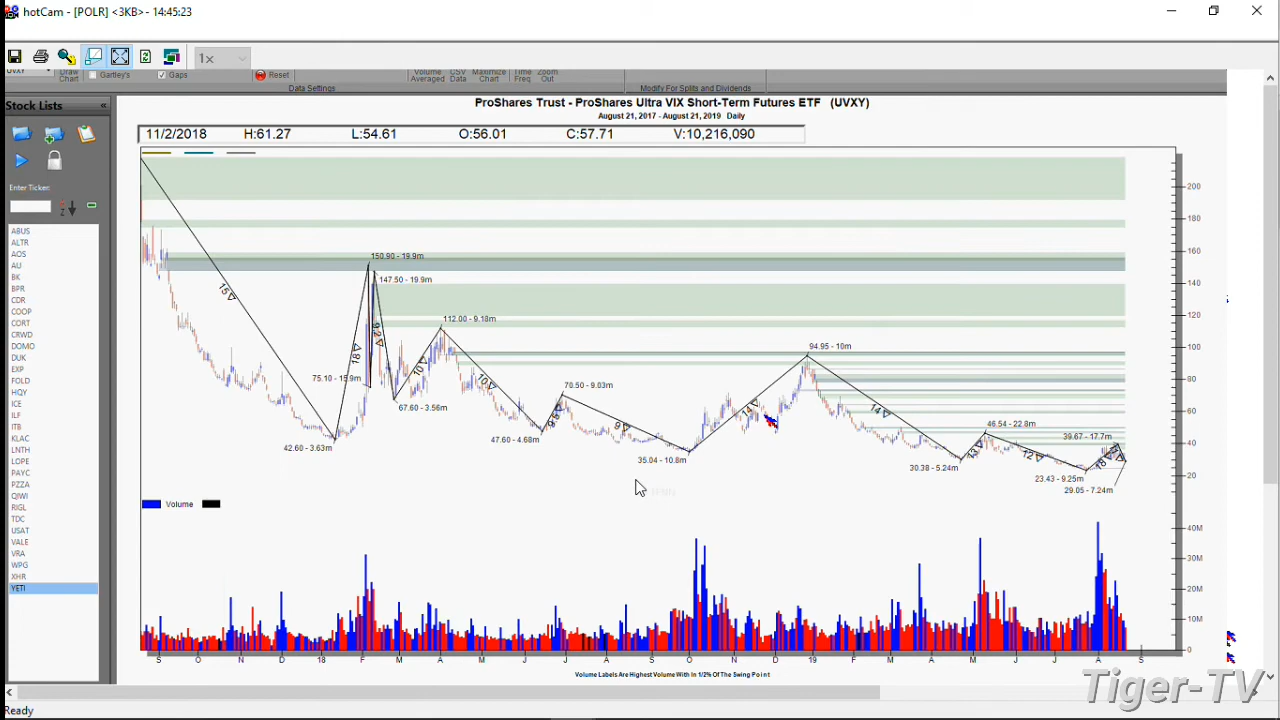 hotCam - [POLR] <3KB> - 14:45:23
1x
UVXY
Draw Chart
Gartley's
Gaps
Reset
Volume Averaged
CSV Data
Maximize Chart
Time Freq
Zoom Out
Data Settings
Modify For Splits and Dividends
Stock Lists
«
Enter Ticker:
ABUS
ALTR
AOS
AU
BK
BPR
CDR
COOP
CORT
CRWD
DOMO
DUK
EXP
FOLD
HQY
ICE
ILF
ITB
KLAC
LNTH
LOPE
PAYC
PZZA
QIWI
RIGL
TDC
USAT
VALE
VRA
WPG
XHR
YETI
ProShares Trust - ProShares Ultra VIX Short-Term Futures ETF (UVXY)
August 21, 2017 - August 21, 2019 Daily
11/2/2018 H:61.27 L:54.61 O:56.01 C:57.71 V:10,216,090
150.90 - 19.9m
147.50 - 19.9m
112.00 - 9.18m
94.95 - 10m
75.10 - 15.9m
67.60 - 3.56m
70.50 - 9.03m
42.60 - 3.63m
47.60 - 4.68m
35.04 - 10.8m
46.54 - 22.8m
39.67 - 17.7m
30.38 - 5.24m
23.43 - 9.25m
29.05 - 7.24m
200
180
160
140
120
100
80
60
40
20
Volume
40M
30M
20M
10M
0
S O N D 18 F M A M J J A S O N D 19 F M A M J J A S
Volume Labels Are Highest Volume With In 1/2% Of The Swing Point
Tiger-TV
Ready